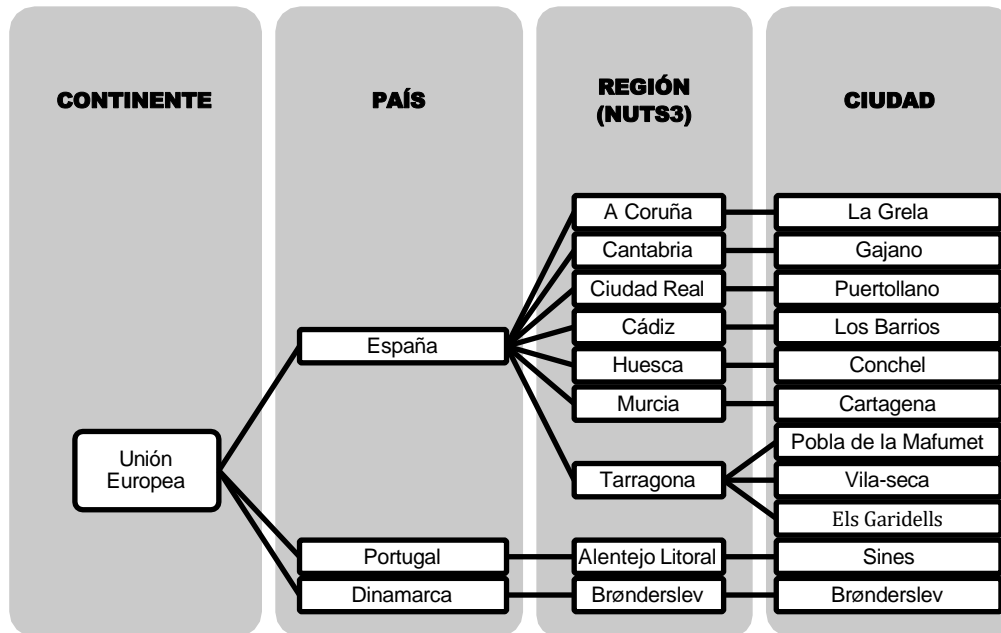 CONTINENTE
PAÍS
REGIÓN
(NUTS3)
CIUDAD
A Coruña
La Grela
Cantabria
Gajano
Ciudad Real
Puertollano
Cádiz
Los Barrios
España
Huesca
Conchel
Murcia
Cartagena
Unión
Europea
Pobla de la Mafumet
Tarragona
Vila-seca
Els Garidells
Portugal
Alentejo Litoral
Sines
Dinamarca
Brønderslev
Brønderslev